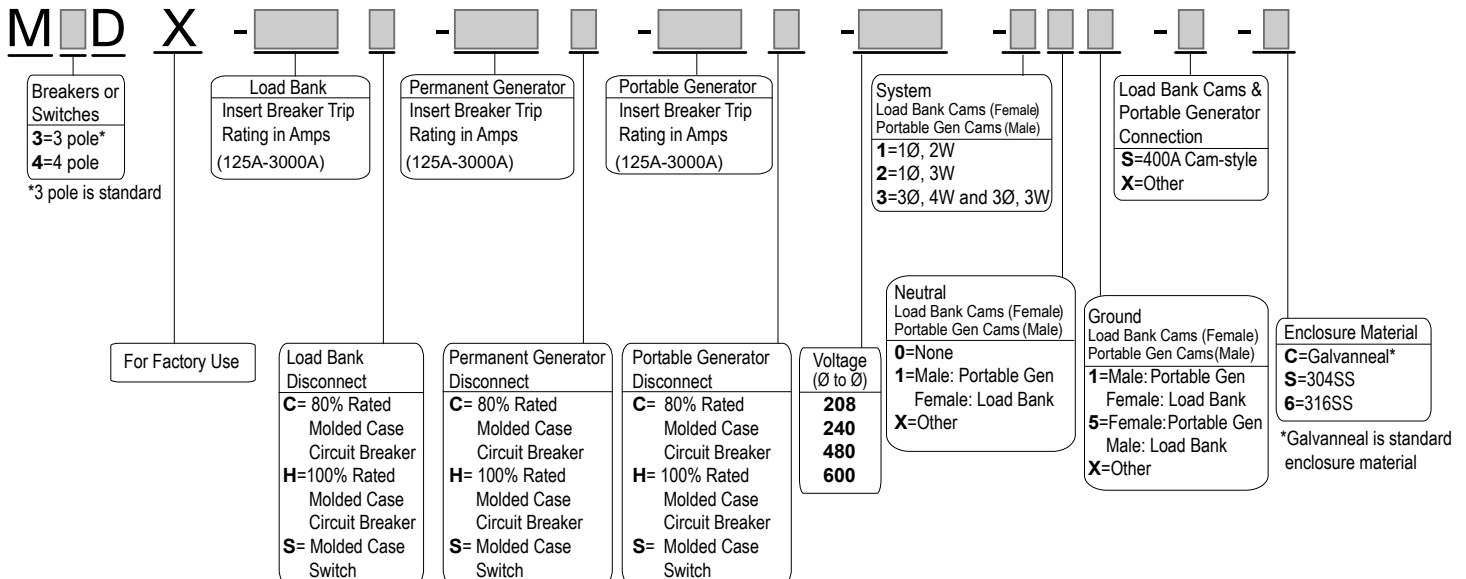 M D X - - - - - - -
Breakers or
Switches
3=3 pole*
4=4 pole
*3 pole is standard
Load Bank
Insert Breaker Trip
Rating in Amps
(125A-3000A)
Permanent Generator
Insert Breaker Trip
Rating in Amps
(125A-3000A)
Portable Generator
Insert Breaker Trip
Rating in Amps
(125A-3000A)
System
Load Bank Cams (Female)
Portable Gen Cams (Male)
1=1Ø, 2W
2=1Ø, 3W
3=3Ø, 4W and 3Ø, 3W
Load Bank Cams &
Portable Generator
Connection
S=400A Cam-style
X=Other
For Factory Use
Load Bank
Disconnect
C= 80% Rated
Molded Case
Circuit Breaker
H=100% Rated
Molded Case
Circuit Breaker
S= Molded Case
Switch
Permanent Generator
Disconnect
C= 80% Rated
Molded Case
Circuit Breaker
H= 100% Rated
Molded Case
Circuit Breaker
S= Molded Case
Switch
Portable Generator
Disconnect
C= 80% Rated
Molded Case
Circuit Breaker
H= 100% Rated
Molded Case
Circuit Breaker
S= Molded Case
Switch
Voltage
(Ø to Ø)
208
240
480
600
Neutral
Load Bank Cams (Female)
Portable Gen Cams (Male)
0=None
1=Male: Portable Gen
Female: Load Bank
X=Other
Ground
Load Bank Cams (Female)
Portable Gen Cams(Male)
1=Male: Portable Gen
Female: Load Bank
5=Female:Portable Gen
Male: Load Bank
X=Other
Enclosure Material
C=Galvanneal*
S=304SS
6=316SS
*Galvanneal is standard
enclosure material